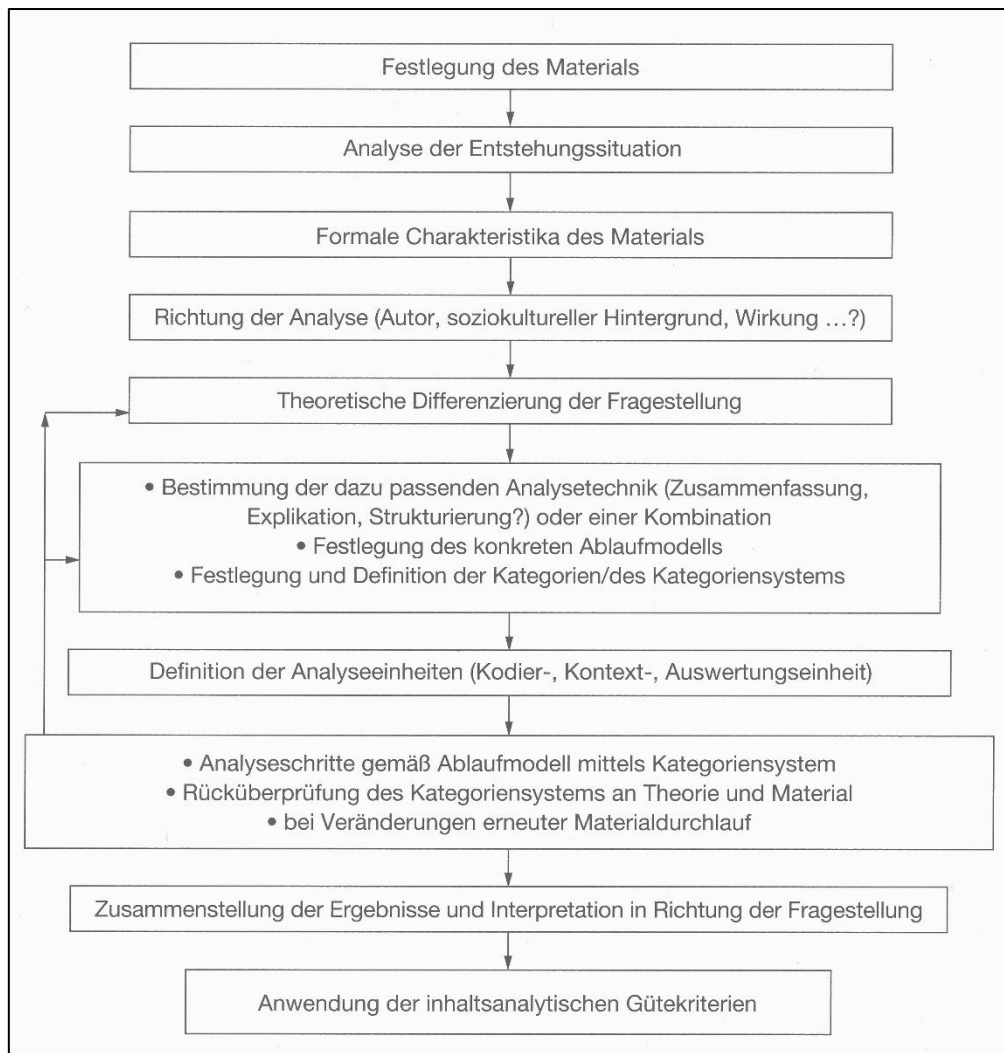 Festlegung des Materials
Analyse der Entstehungssituation
Formale Charakteristika des Materials
Richtung der Analyse (Autor, soziokultureller Hintergrund, Wirkung …?)
Theoretische Differenzierung der Fragestellung
• Bestimmung der dazu passenden Analysetechnik (Zusammenfassung,
Explikation, Strukturierung?) oder einer Kombination
• Festlegung des konkreten Ablaufmodells
• Festlegung und Definition der Kategorien/des Kategoriensystems
Definition der Analyseeinheiten (Kodier-, Kontext-, Auswertungseinheit)
• Analyseschritte gemäß Ablaufmodell mittels Kategoriensystem
• Rücküberprüfung des Kategoriensystems an Theorie und Material
• bei Veränderungen erneuter Materialdurchlauf
Zusammenstellung der Ergebnisse und Interpretation in Richtung der Fragestellung
Anwendung der inhaltsanalytischen Gütekriterien